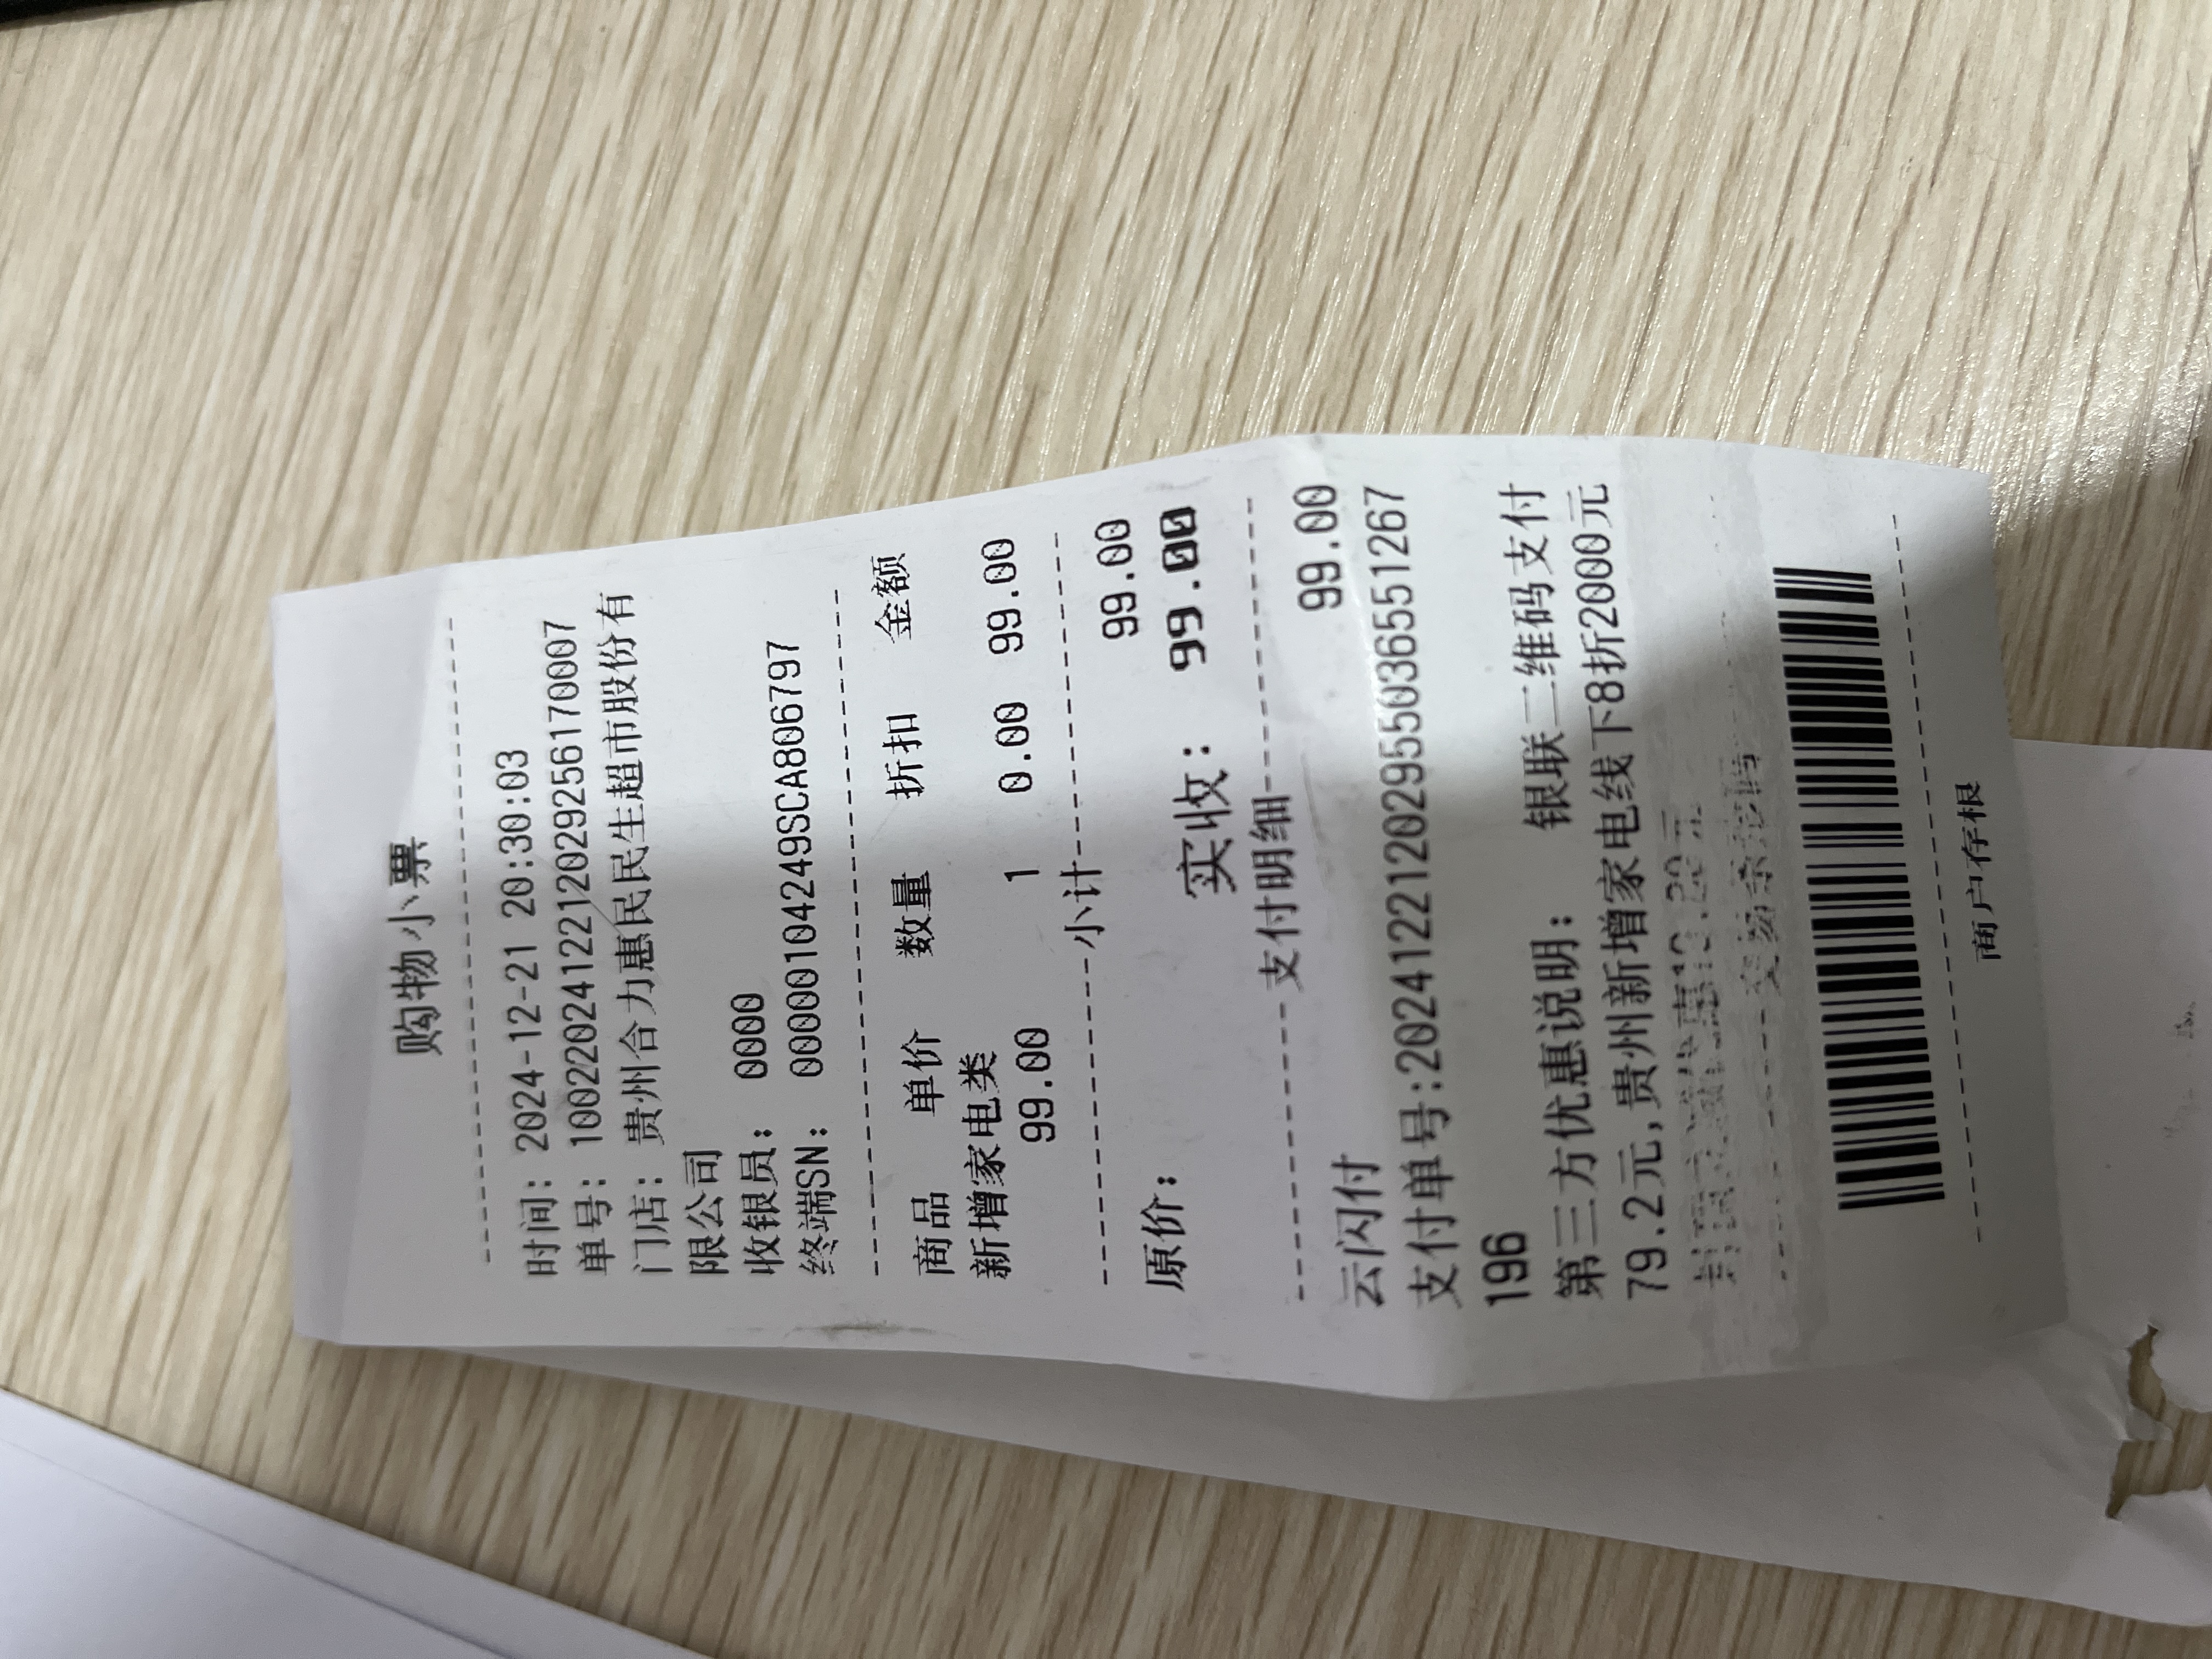 购物小票
时间: 2024-12-21 20:30:03
单号: 100220241221202925617​0007
门店: 贵州合力惠民民生超市股份有
限公司
收银员: 0000
终端SN: 00000104249SCA806797
商品 单价 数量 折扣 金额
新增家电类
99.00 1 0.00 99.00
小计
原价: 99.00
实收: 99.00
支付明细
云闪付 99.00
支付单号:20241221202955036551267
196
第三方优惠说明: 银联二维码支付
79.2元,贵州新增家电线下8折2000元
商户存根